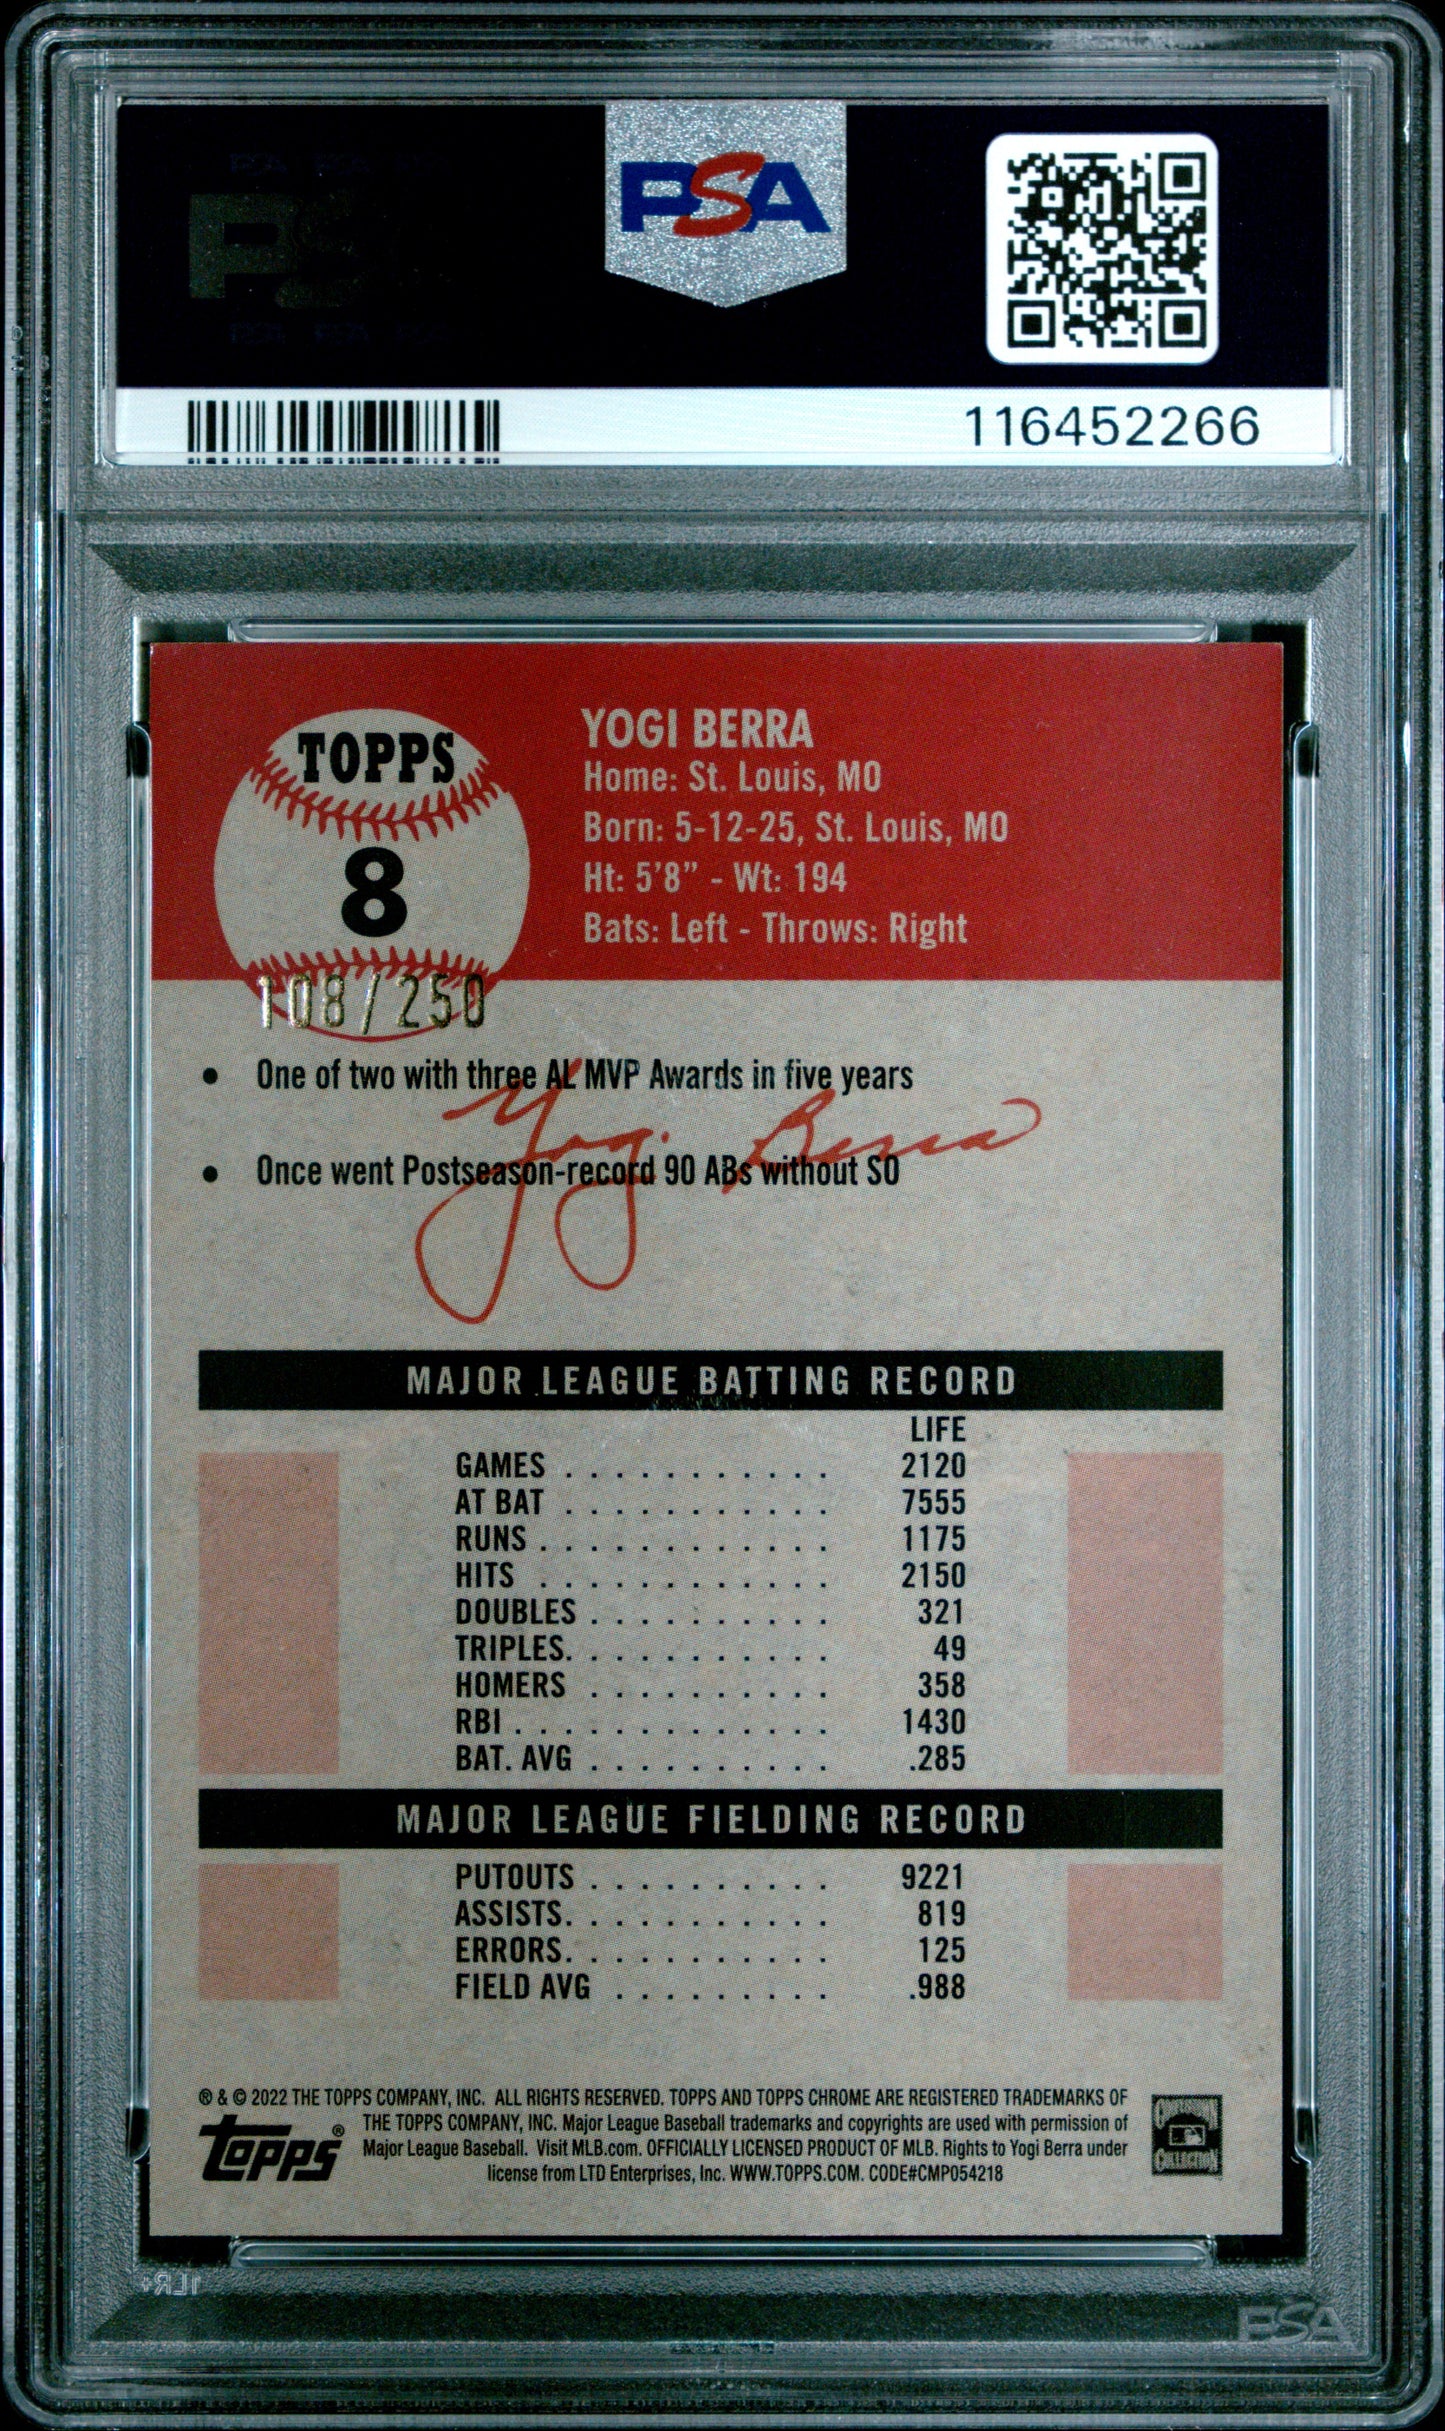 PSA
116452266
TOPPS
8
108/250
YOGI BERRA
Home: St. Louis, MO
Born: 5-12-25, St. Louis, MO
Ht: 5'8" - Wt: 194
Bats: Left - Throws: Right
• One of two with three AL MVP Awards in five years
Yogi Berra
• Once went Postseason-record 90 ABs without SO
MAJOR LEAGUE BATTING RECORD
LIFE
GAMES . . . . . . . . . . . 2120
AT BAT . . . . . . . . . . . 7555
RUNS . . . . . . . . . . . . 1175
HITS . . . . . . . . . . . . 2150
DOUBLES . . . . . . . . . . 321
TRIPLES. . . . . . . . . . . 49
HOMERS . . . . . . . . . . 358
RBI . . . . . . . . . . . . . 1430
BAT. AVG . . . . . . . . . . .285
MAJOR LEAGUE FIELDING RECORD
PUTOUTS . . . . . . . . . . 9221
ASSISTS. . . . . . . . . . . 819
ERRORS. . . . . . . . . . . 125
FIELD AVG . . . . . . . . . .988
® & © 2022 THE TOPPS COMPANY, INC. ALL RIGHTS RESERVED. TOPPS AND TOPPS CHROME ARE REGISTERED TRADEMARKS OF
THE TOPPS COMPANY, INC. Major League Baseball trademarks and copyrights are used with permission of
Major League Baseball. Visit MLB.com. OFFICIALLY LICENSED PRODUCT OF MLB. Rights to Yogi Berra under
license from LTD Enterprises, Inc. WWW.TOPPS.COM. CODE#CMP054218
topps®
COOPERSTOWN
COLLECTION
PSA